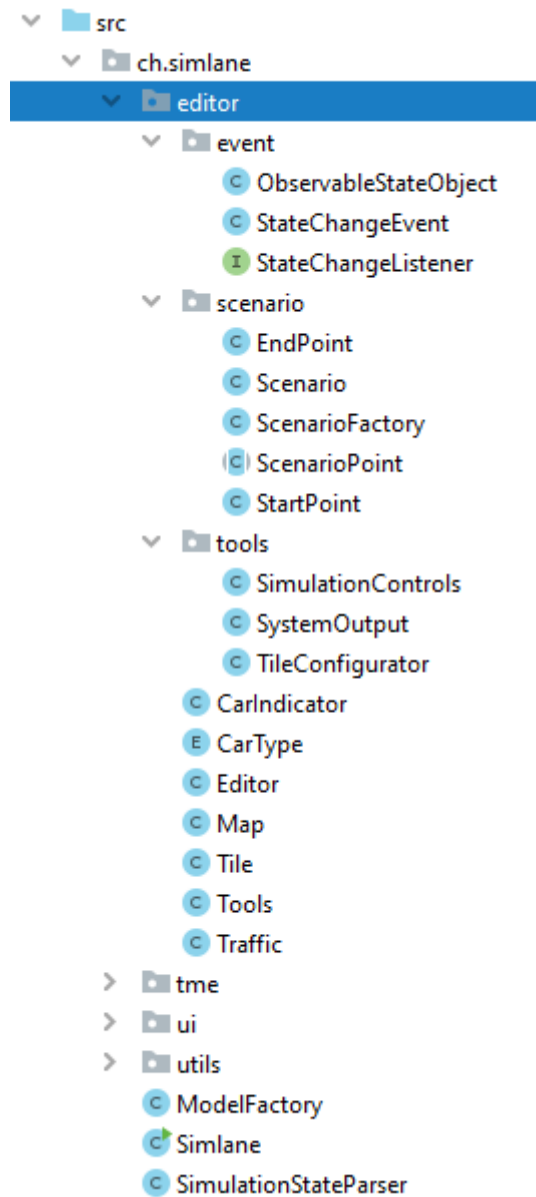 src
ch.simlane
editor
event
C ObservableStateObject
C StateChangeEvent
I StateChangeListener
scenario
C EndPoint
C Scenario
C ScenarioFactory
C ScenarioPoint
C StartPoint
tools
C SimulationControls
C SystemOutput
C TileConfigurator
C CarIndicator
E CarType
C Editor
C Map
C Tile
C Tools
C Traffic
tme
ui
utils
C ModelFactory
C Simlane
C SimulationStateParser